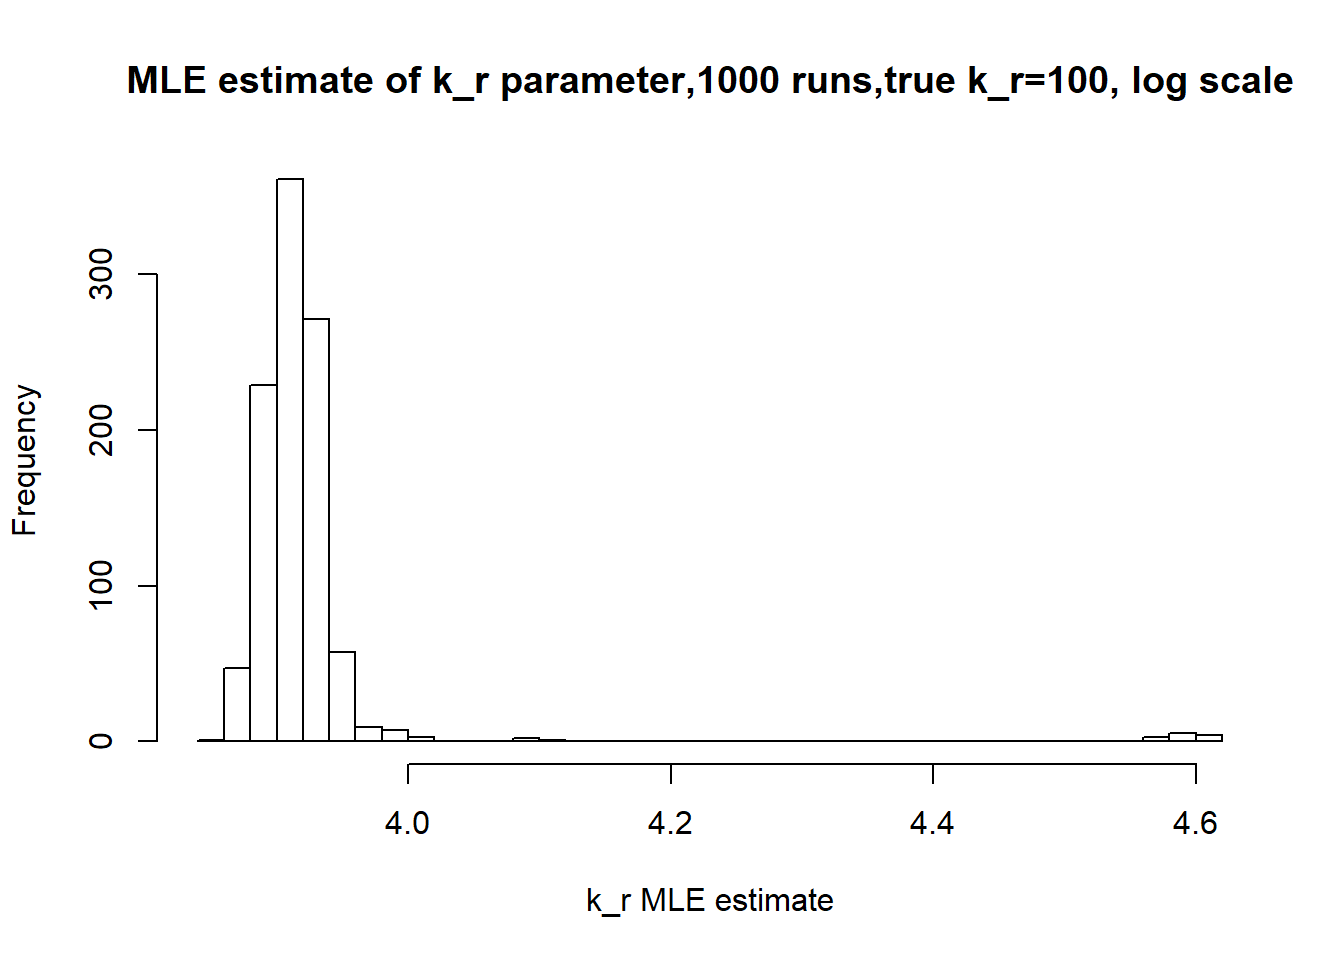 MLE estimate of k_r parameter,1000 runs,true k_r=100, log scale
300
200
100
0
Frequency
4.0 4.2 4.4 4.6
k_r MLE estimate